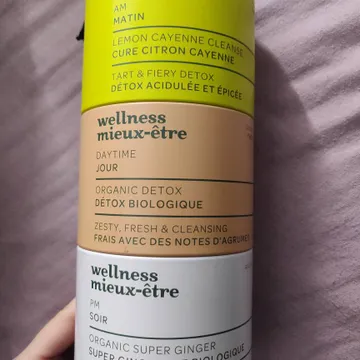 AM
MATIN
LEMON CAYENNE CLEANSE
CURE CITRON CAYENNE
TART & FIERY DETOX
DÉTOX ACIDULÉE ET ÉPICÉE
wellness
mieux-être
DAYTIME
JOUR
ORGANIC DETOX
DÉTOX BIOLOGIQUE
ZESTY, FRESH & CLEANSING
FRAIS AVEC DES NOTES D'AGRUMES
wellness
mieux-être
PM
SOIR
ORGANIC SUPER GINGER
SUPER BIOLOGIQUE